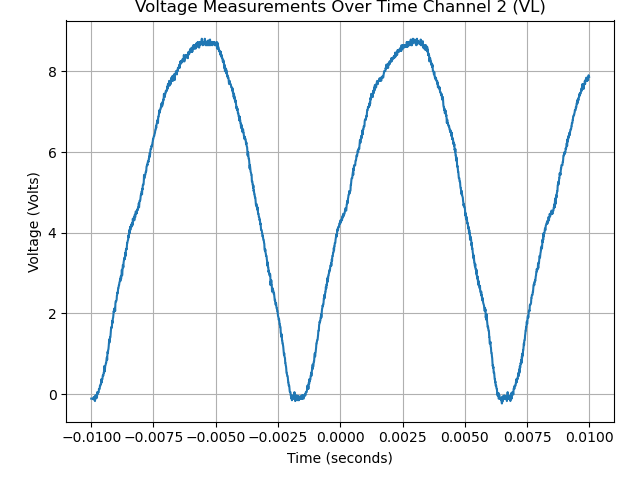 Voltage Measurements Over Time Channel 2 (VL)
Voltage (Volts)
8
6
4
2
0
−0.0100 −0.0075 −0.0050 −0.0025 0.0000 0.0025 0.0050 0.0075 0.0100
Time (seconds)